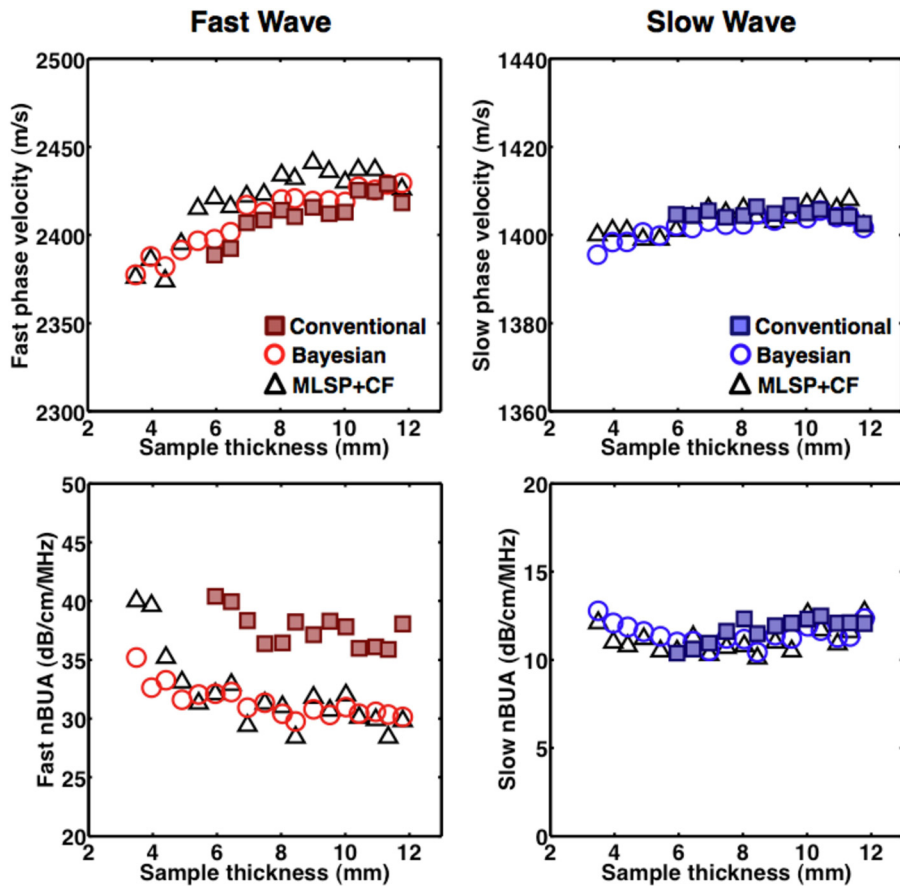 Fast Wave
Slow Wave
Fast phase velocity (m/s)
2500
2450
2400
2350
2300
Conventional
Bayesian
MLSP+CF
2 4 6 8 10 12
Sample thickness (mm)
Slow phase velocity (m/s)
1440
1420
1400
1380
1360
Conventional
Bayesian
MLSP+CF
2 4 6 8 10 12
Sample thickness (mm)
Fast nBUA (dB/cm/MHz)
50
45
40
35
30
25
20
2 4 6 8 10 12
Sample thickness (mm)
Slow nBUA (dB/cm/MHz)
20
15
10
5
0
2 4 6 8 10 12
Sample thickness (mm)